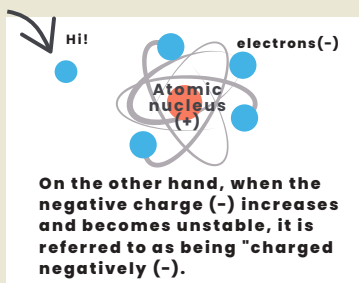 Hi!
electrons(-)
Atomic
nucleus
(+)
On the other hand, when the
negative charge (-) increases
and becomes unstable, it is
referred to as being "charged
negatively (-).